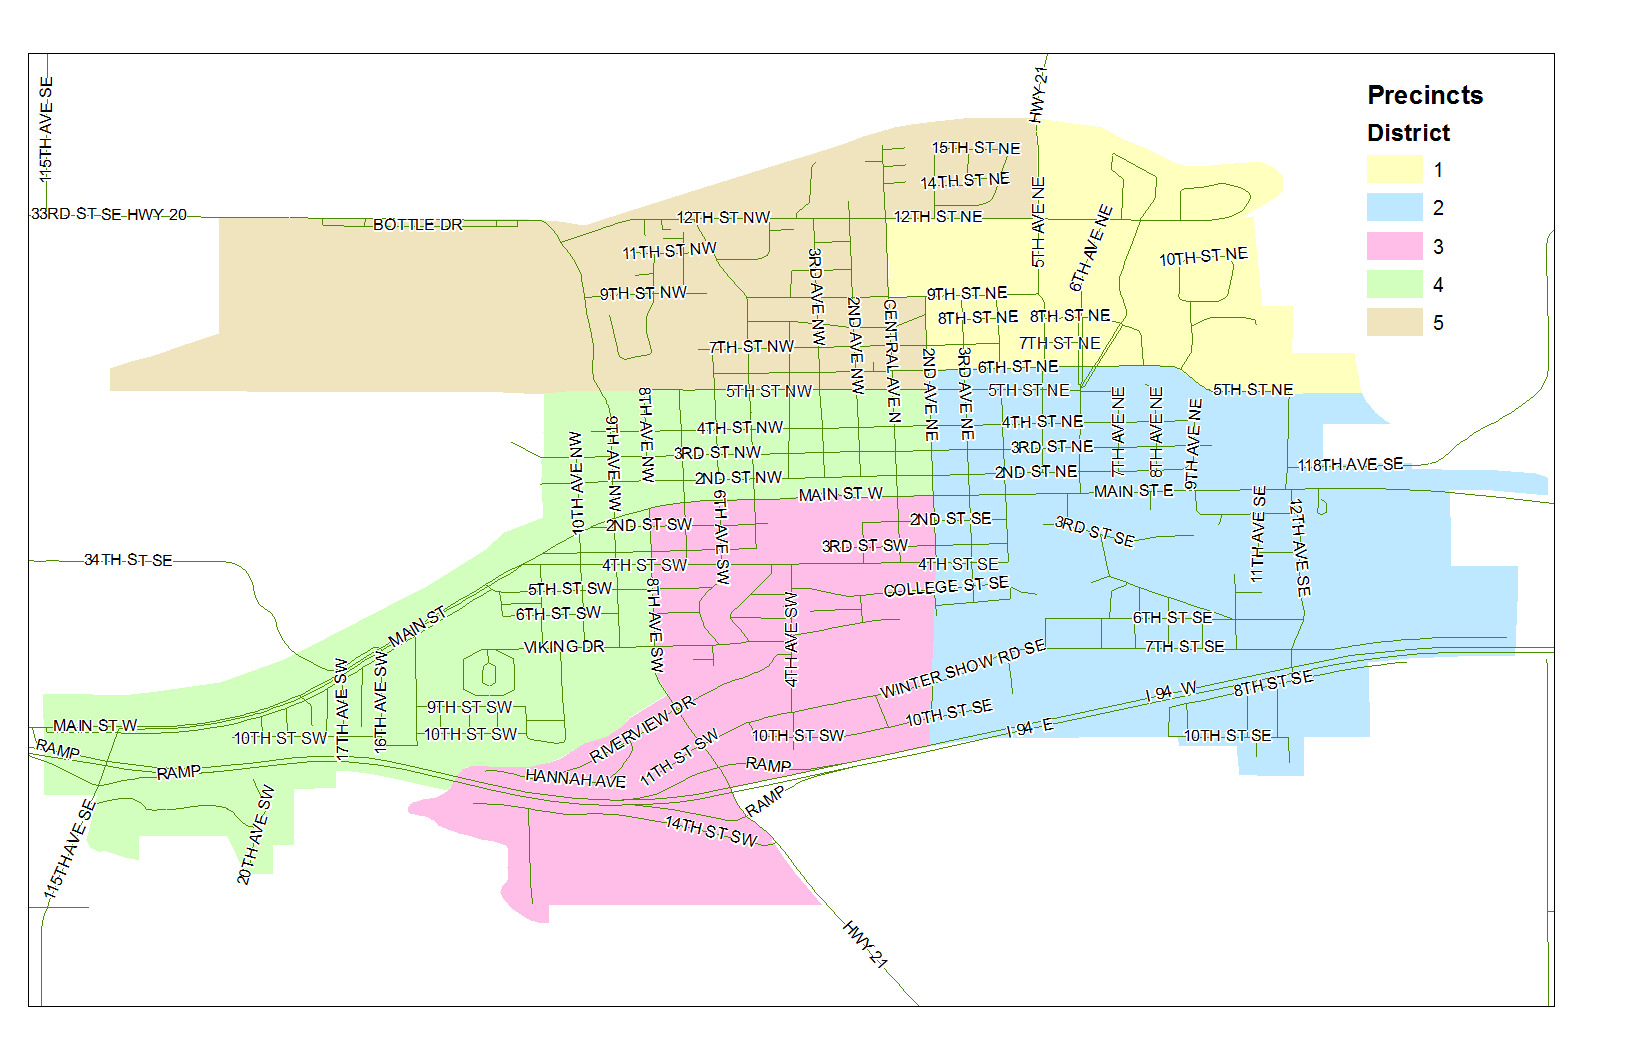 Precincts
District
1
2
3
4
5
115TH AVE SE
HWY 21
15TH ST NE
14TH ST NE
33RD ST SE HWY 20
BOTTLE DR
12TH ST NW
12TH ST NE
5TH AVE NE
6TH AVE NE
11TH ST NW
10TH ST NE
3RD AVE NW
9TH ST NW
9TH ST NE
2ND AVE NW
CENTRAL AVE N
8TH ST NE
8TH ST NE
7TH ST NW
7TH ST NE
2ND AVE NE
3RD AVE NE
6TH ST NE
5TH ST NW
5TH ST NE
5TH ST NE
8TH AVE NW
7TH AVE NE
8TH AVE NE
9TH AVE NE
9TH AVE NW
10TH AVE NW
4TH ST NW
4TH ST NE
3RD ST NW
3RD ST NE
118TH AVE SE
2ND ST NW
2ND ST NE
MAIN ST W
MAIN ST E
6TH AVE SW
11TH AVE SE
12TH AVE SE
2ND ST SW
2ND ST SE
3RD ST SE
3RD ST SW
34TH ST SE
4TH ST SW
4TH ST SE
5TH ST SW
COLLEGE ST SE
8TH AVE SW
4TH AVE SW
6TH ST SW
6TH ST SE
MAIN ST
VIKING DR
7TH ST SE
WINTER SHOW RD SE
17TH AVE SW
16TH AVE SW
I 94 W
8TH ST SE
9TH ST SW
RIVERVIEW DR
10TH ST SE
MAIN ST W
10TH ST SW
10TH ST SW
11TH ST SW
10TH ST SW
I 94 E
10TH ST SE
RAMP
RAMP
HANNAH AVE
RAMP
RAMP
115TH AVE SE
20TH AVE SW
14TH ST SW
HWY 21